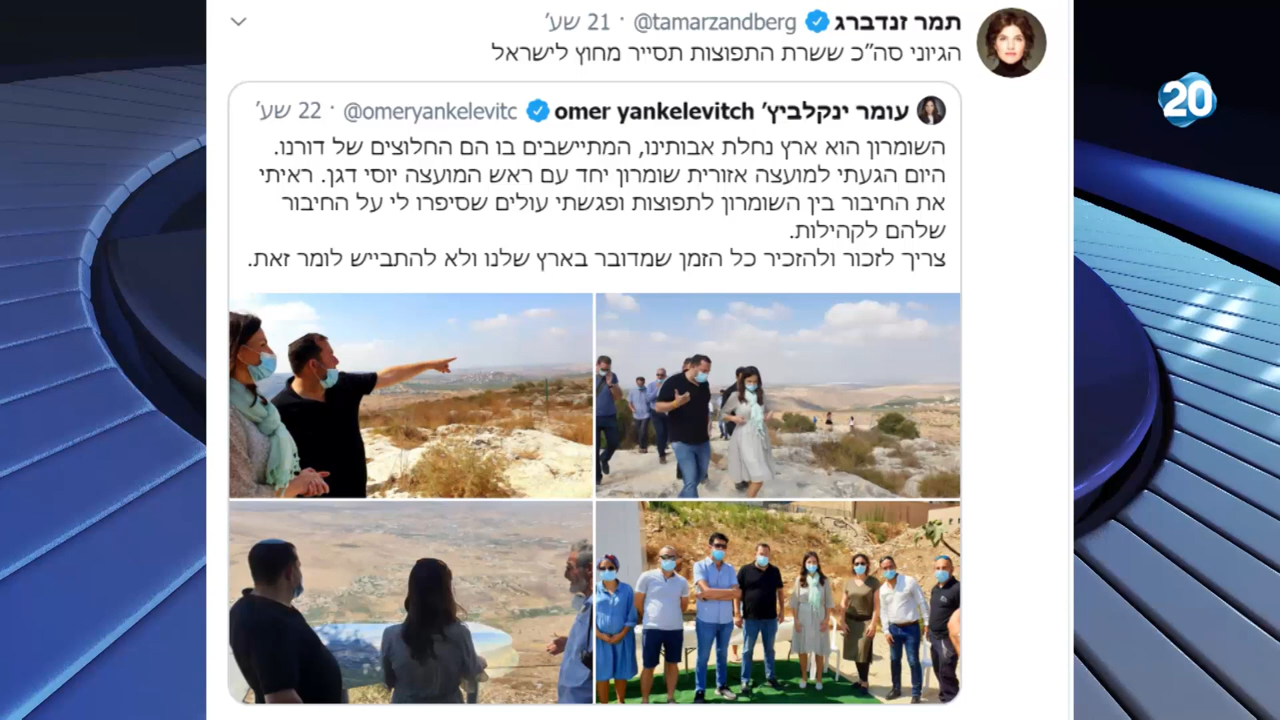 תמר זנדברג @tamarzandberg · 21 שע'
הגיוני סה"כ ששרת התפוצות תסייר מחוץ לישראל
עומר ינקלביץ' omer yankelevitch @omeryankelevitc · 22 שע'
השומרון הוא ארץ נחלת אבותינו, המתיישבים בו הם החלוצים של דורנו.
היום הגעתי למועצה אזורית שומרון יחד עם ראש המועצה יוסי דגן. ראיתי
את החיבור בין השומרון לתפוצות ופגשתי עולים שסיפרו לי על החיבור
שלהם לקהילות.
צריך לזכור ולהזכיר כל הזמן שמדובר בארץ שלנו ולא להתבייש לומר זאת.
20